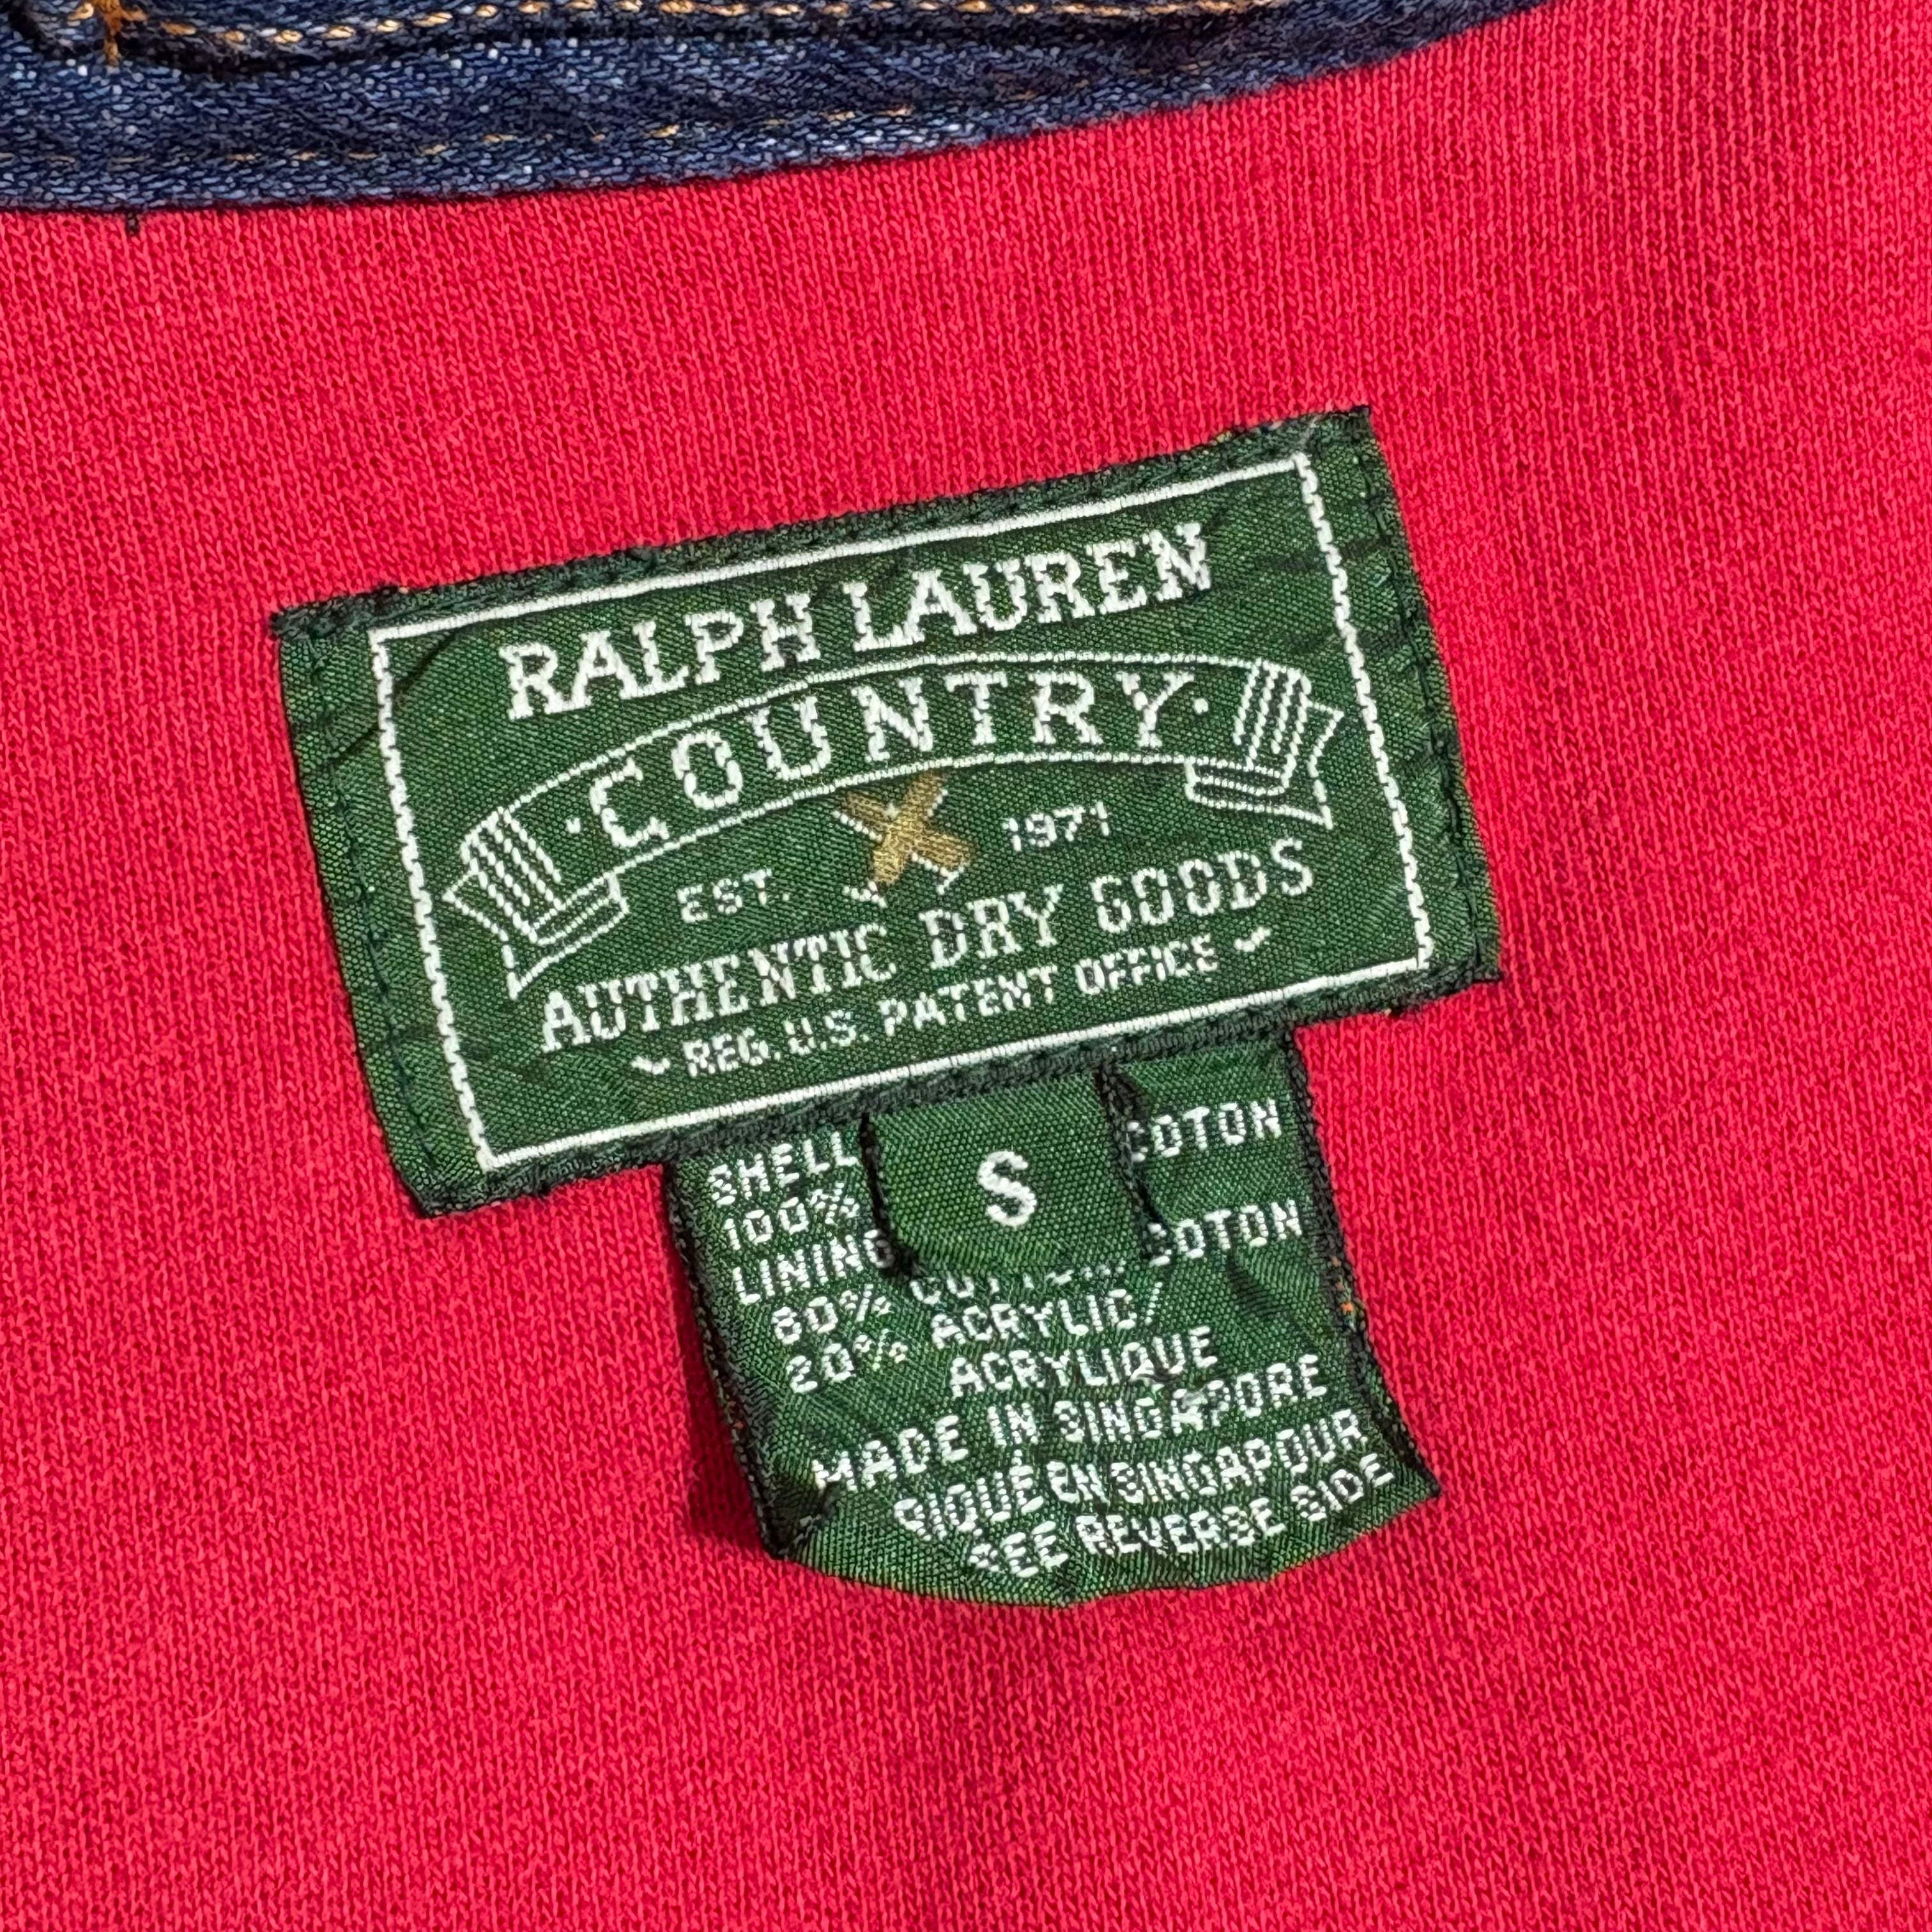 RALPH LAUREN
·COUNTRY·
EST. 1971
AUTHENTIC DRY GOODS
REG. U.S. PATENT OFFICE
S
SHELL COTON
100%
LINING COTON
80%
20% ACRYLIC/
ACRYLIQUE
MADE IN SINGAPORE
EN SINGAPOUR
SEE REVERSE SIDE